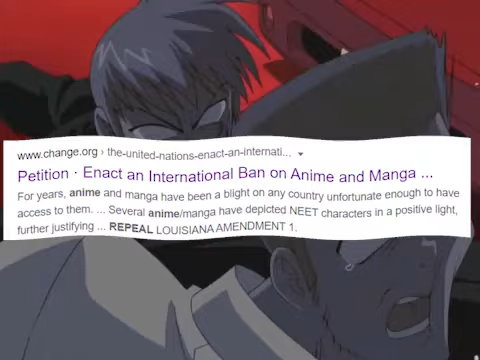 www.change.org › the-united-nations-enact-an-internati...
Petition · Enact an International Ban on Anime and Manga ...
For years, anime and manga have been a blight on any country unfortunate enough to have
access to them. ... Several anime/manga have depicted NEET characters in a positive light,
further justifying ... REPEAL LOUISIANA AMENDMENT 1.